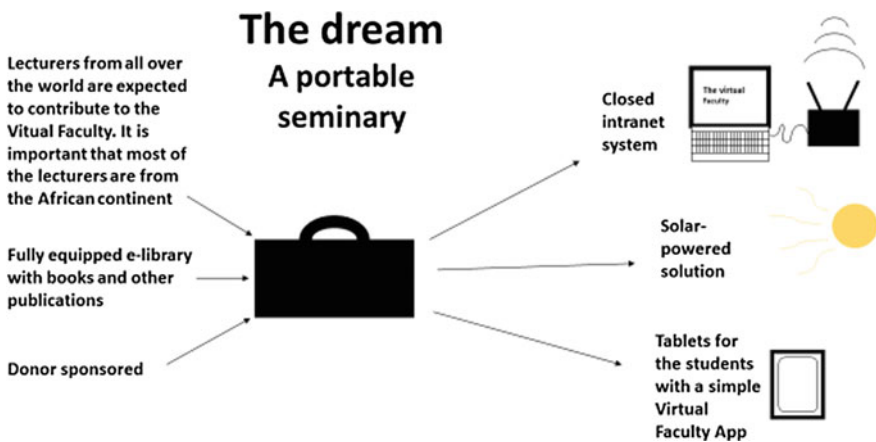 The dream
A portable
seminary
Lecturers from all over
the world are expected
to contribute to the
Vitual Faculty. It is
important that most of
the lecturers are from
the African continent
Fully equipped e-library
with books and other
publications
Donor sponsored
Closed
intranet
system
The virtual
Faculty
Solar-
powered
solution
Tablets for
the students
with a simple
Virtual
Faculty App